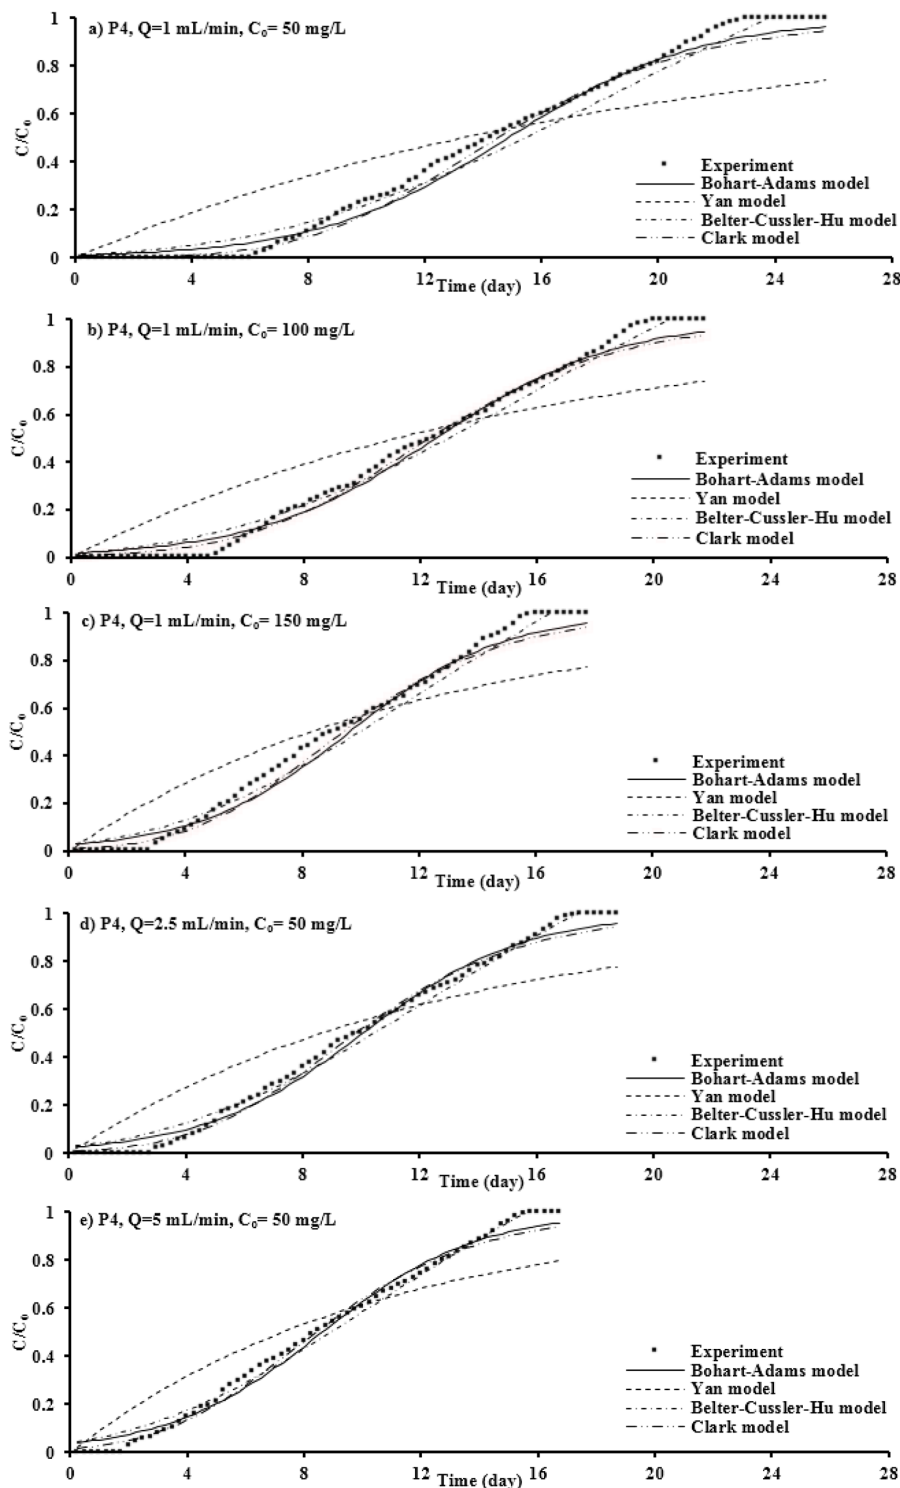 a) P4, Q=1 mL/min, C₀= 50 mg/L
C/C₀
1
0.8
0.6
0.4
0.2
0
Experiment
Bohart-Adams model
Yan model
Belter-Cussler-Hu model
Clark model
0 4 8 12 16 20 24 28
Time (day)
b) P4, Q=1 mL/min, C₀= 100 mg/L
C/C₀
1
0.8
0.6
0.4
0.2
0
Experiment
Bohart-Adams model
Yan model
Belter-Cussler-Hu model
Clark model
0 4 8 12 16 20 24 28
Time (day)
c) P4, Q=1 mL/min, C₀= 150 mg/L
C/C₀
1
0.8
0.6
0.4
0.2
0
Experiment
Bohart-Adams model
Yan model
Belter-Cussler-Hu model
Clark model
0 4 8 12 16 20 24 28
Time (day)
d) P4, Q=2.5 mL/min, C₀= 50 mg/L
C/C₀
1
0.8
0.6
0.4
0.2
0
Experiment
Bohart-Adams model
Yan model
Belter-Cussler-Hu model
Clark model
0 4 8 12 16 20 24 28
Time (day)
e) P4, Q=5 mL/min, C₀= 50 mg/L
C/C₀
1
0.8
0.6
0.4
0.2
0
Experiment
Bohart-Adams model
Yan model
Belter-Cussler-Hu model
Clark model
0 4 8 12 16 20 24 28
Time (day)